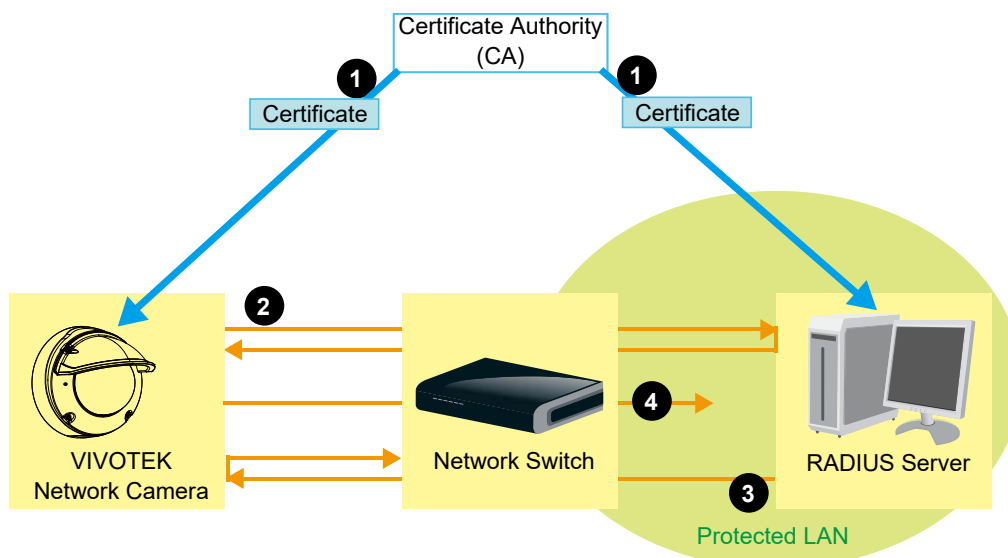 Certificate Authority
(CA)
1
1
Certificate
Certificate
2
4
VIVOTEK
Network Camera
Network Switch
RADIUS Server
3
Protected LAN